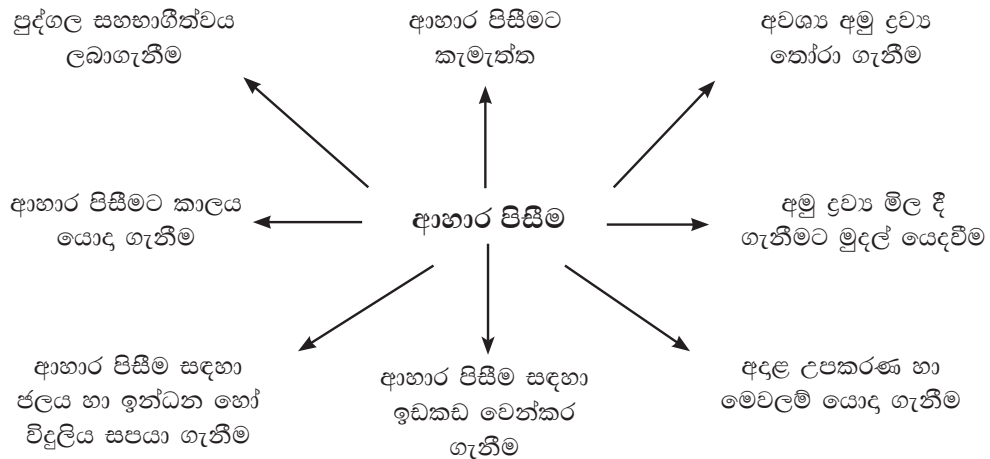 පුද්ගල සහභාගීත්වය
ලබාගැනීම
ආහාර පිසීමට
කැමැත්ත
අවශ්‍ය අමු ද්‍රව්‍ය
තෝරා ගැනීම
ආහාර පිසීමට කාලය
යොදා ගැනීම
ආහාර පිසීම
අමු ද්‍රව්‍ය මිල දී
ගැනීමට මුදල් යෙදවීම
ආහාර පිසීම සඳහා
ජලය හා ඉන්ධන හෝ
විදුලිය සපයා ගැනීම
ආහාර පිසීම සඳහා
ඉඩකඩ වෙන්කර
ගැනීම
අදාළ උපකරණ හා
මෙවලම් යොදා ගැනීම